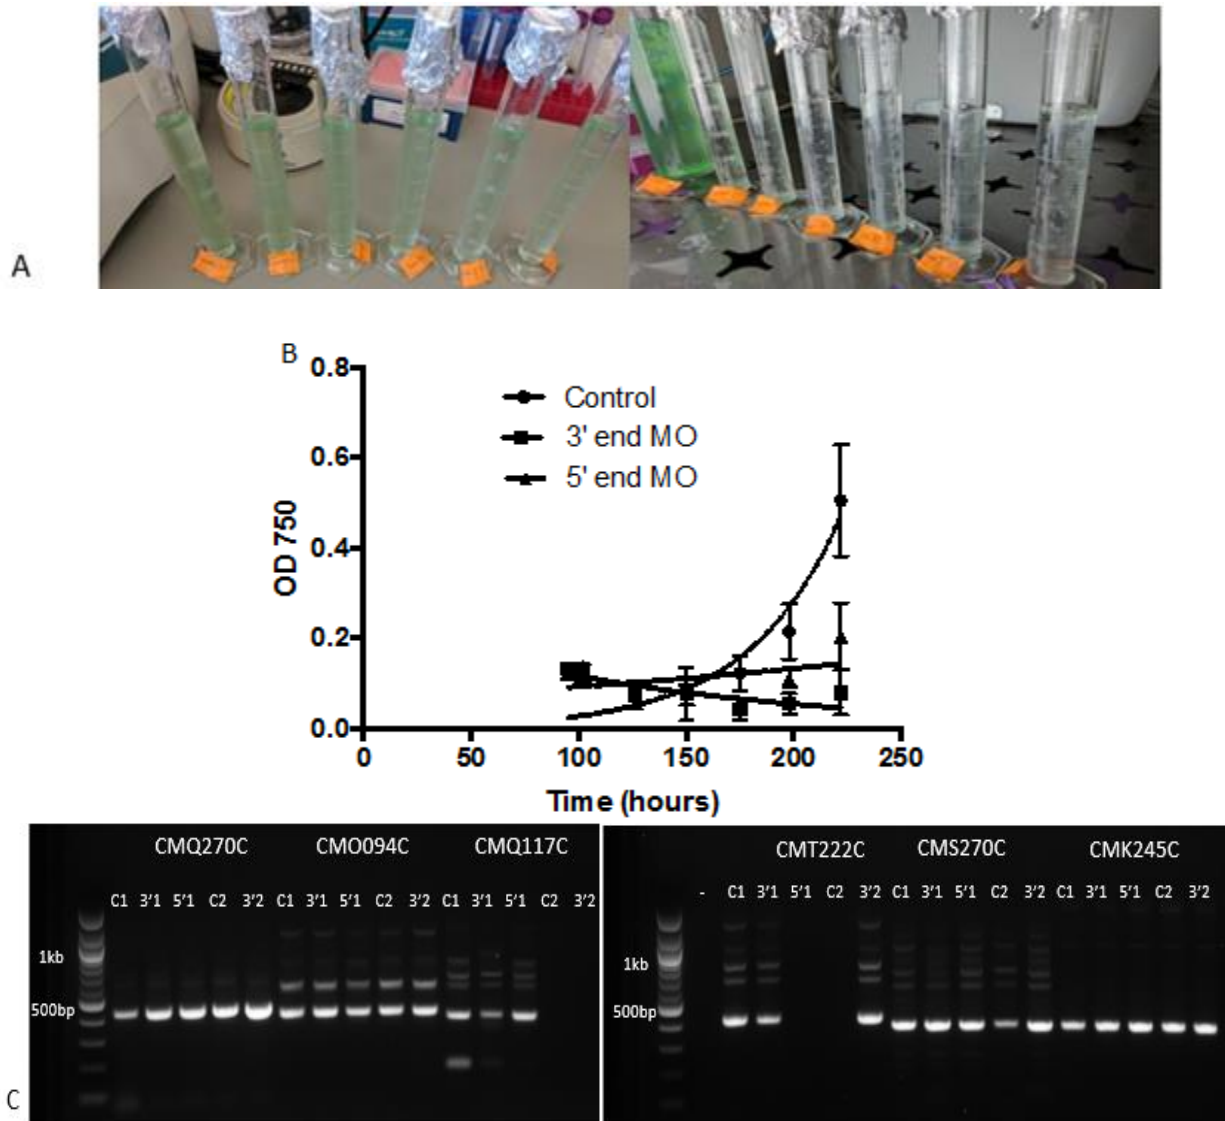 A
B
0.8
0.6
0.4
0.2
0.0
OD 750
Control
3' end MO
5' end MO
0 50 100 150 200 250
Time (hours)
CMQ270C CMO094C CMQ117C
C1 3'1 5'1 C2 3'2 C1 3'1 5'1 C2 3'2 C1 3'1 5'1 C2 3'2
1kb
500bp
CMT222C CMS270C CMK245C
- C1 3'1 5'1 C2 3'2 C1 3'1 5'1 C2 3'2 C1 3'1 5'1 C2 3'2
1kb
500bp
C